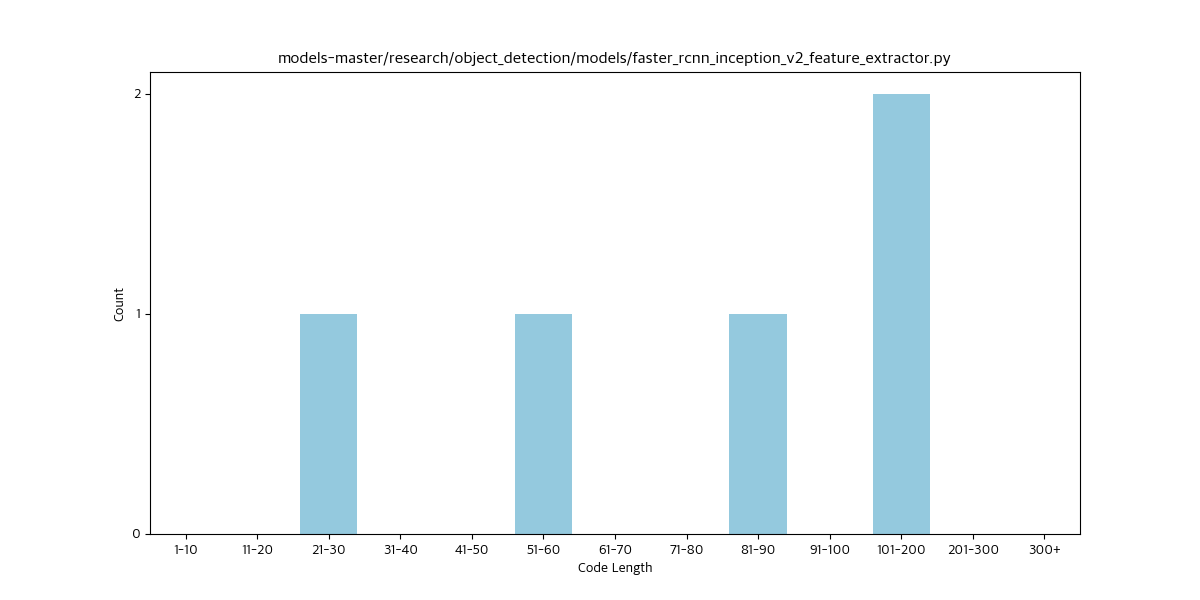 models-master/research/object_detection/models/faster_rcnn_inception_v2_feature_extractor.py
2
1
0
Count
1-10 11-20 21-30 31-40 41-50 51-60 61-70 71-80 81-90 91-100 101-200 201-300 300+
Code Length